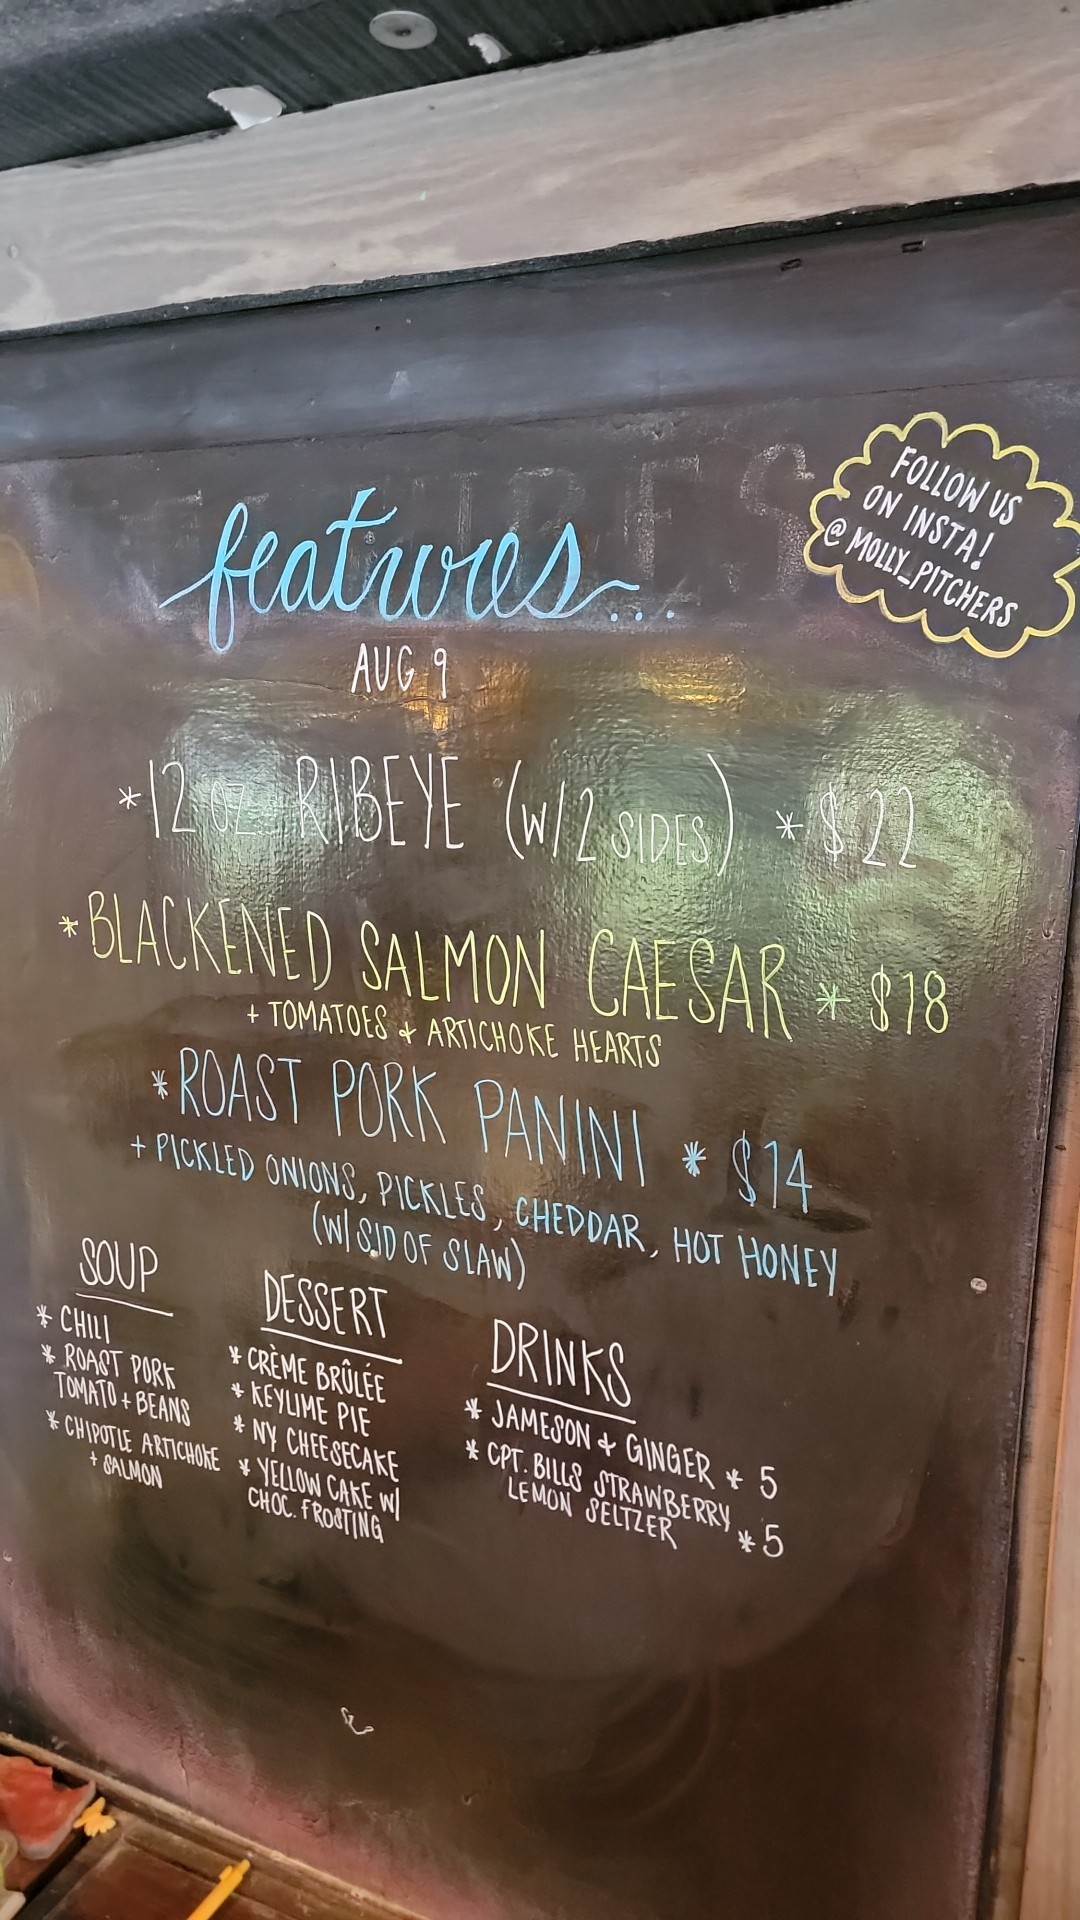 features...
FOLLOW US
ON INSTA!
@MOLLY_PITCHERS
AUG 9
*12 oz RIBEYE (w/2 SIDES) * $22
*BLACKENED SALMON CAESAR * $18
+ TOMATOES & ARTICHOKE HEARTS
*ROAST PORK PANINI * $14
+ PICKLED ONIONS, PICKLES, CHEDDAR, HOT HONEY
(W/ SID OF SLAW)
SOUP
* CHILI
* ROAST PORK
TOMATO + BEANS
* CHIPOTLE ARTICHOKE
+ SALMON
DESSERT
* CRÈME BRÛLÉE
* KEYLIME PIE
* NY CHEESECAKE
* YELLOW CAKE W/
CHOC. FROSTING
DRINKS
* JAMESON + GINGER * 5
* CPT. BILLS STRAWBERRY
LEMON SELTZER * 5